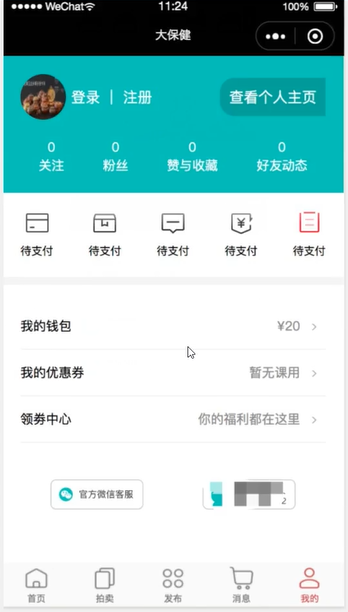 WeChat 11:24 100%
大保健
登录 | 注册 查看个人主页
0 0 0 0
关注 粉丝 赞与收藏 好友动态
待支付 待支付 待支付 待支付 待支付
我的钱包 ¥20
我的优惠券 暂无课用
领劵中心 你的福利都在这里
官方微信客服 2
首页 拍卖 发布 消息 我的